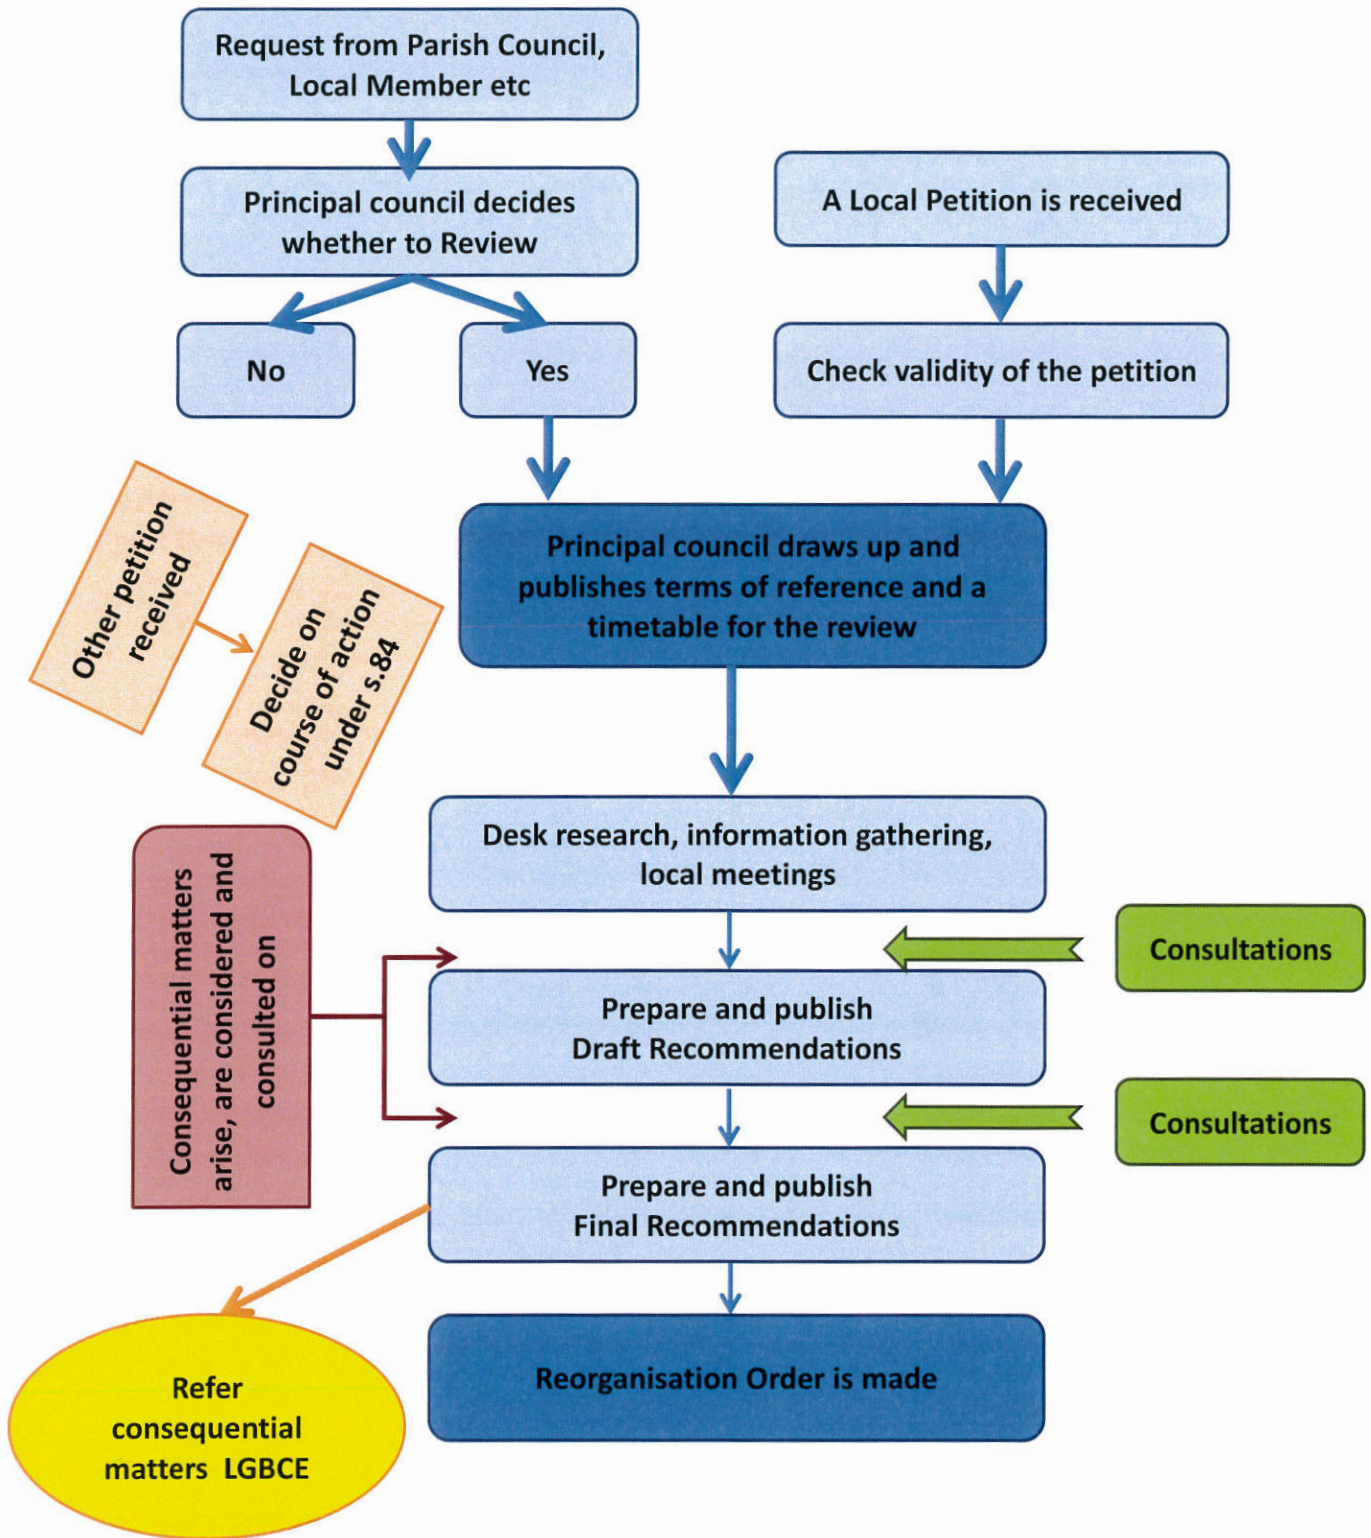 Request from Parish Council,
Local Member etc
Principal council decides
whether to Review
A Local Petition is received
No
Yes
Check validity of the petition
Other petition
received
Decide on
course of action
under s.84
Principal council draws up and
publishes terms of reference and a
timetable for the review
Desk research, information gathering,
local meetings
Consequential matters
arise, are considered and
consulted on
Consultations
Prepare and publish
Draft Recommendations
Consultations
Prepare and publish
Final Recommendations
Refer
consequential
matters LGBCE
Reorganisation Order is made